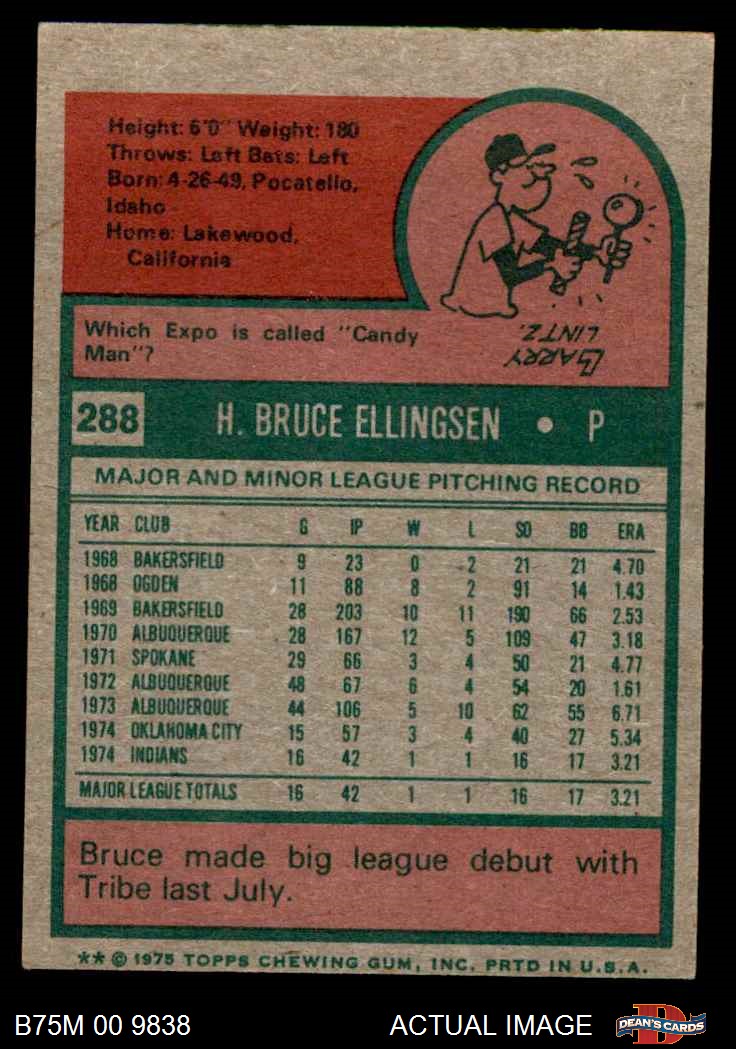 Height: 6'0" Weight: 180
Throws: Left Bats: Left
Born: 4-26-49, Pocatello,
Idaho
Home: Lakewood,
California
Which Expo is called "Candy
Man"?
LARRY
LINTZ.
288 H. BRUCE ELLINGSEN • P
MAJOR AND MINOR LEAGUE PITCHING RECORD
YEAR CLUB G IP W L SO BB ERA
1968 BAKERSFIELD 9 23 0 2 21 21 4.70
1968 OGDEN 11 88 8 2 91 14 1.43
1969 BAKERSFIELD 28 203 10 11 190 66 2.53
1970 ALBUQUERQUE 28 167 12 5 109 47 3.18
1971 SPOKANE 29 66 3 4 50 21 4.77
1972 ALBUQUERQUE 48 67 6 4 54 20 1.61
1973 ALBUQUERQUE 44 106 5 10 62 55 6.71
1974 OKLAHOMA CITY 15 57 3 4 40 27 5.34
1974 INDIANS 16 42 1 1 16 17 3.21
MAJOR LEAGUE TOTALS 16 42 1 1 16 17 3.21
Bruce made big league debut with
Tribe last July.
** © 1975 TOPPS CHEWING GUM, INC. PRTD IN U.S.A.
B75M 00 9838 ACTUAL IMAGE D DEAN'S CARDS